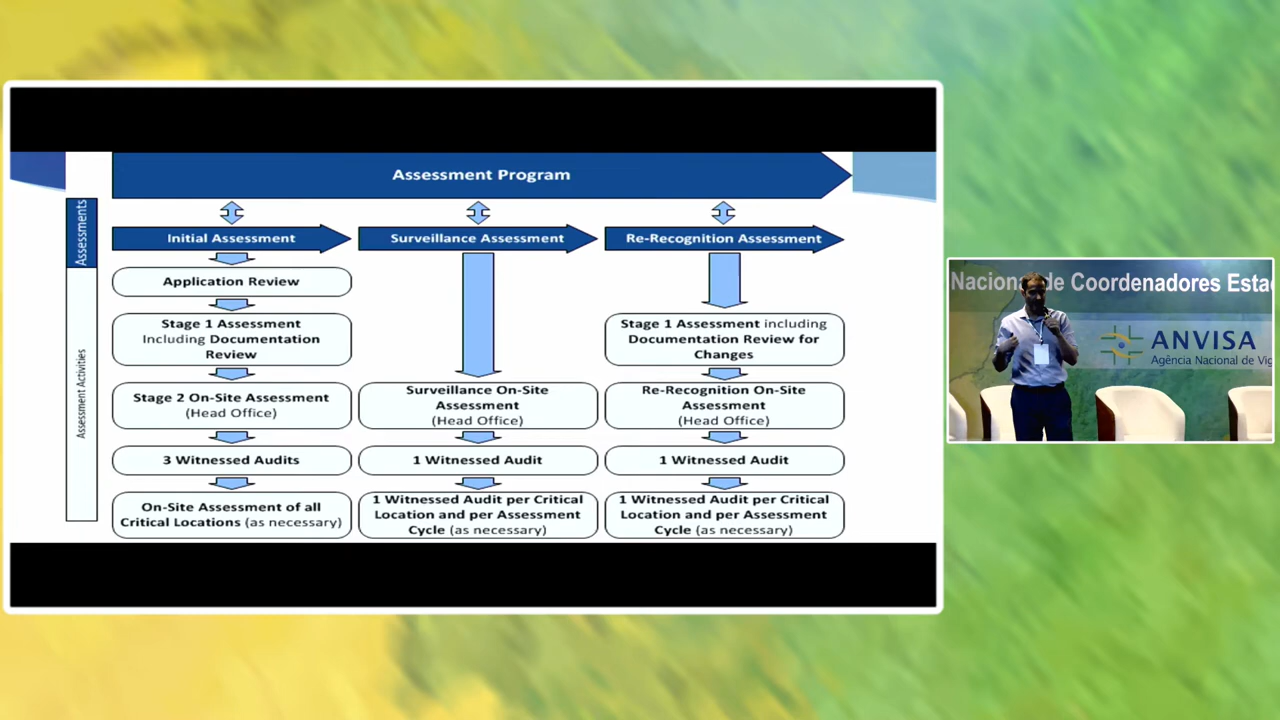 Assessment Program
Assessments
Initial Assessment
Surveillance Assessment
Re-Recognition Assessment
Assessment Activities
Application Review
Stage 1 Assessment
Including Documentation
Review
Stage 2 On-Site Assessment
(Head Office)
3 Witnessed Audits
On-Site Assessment of all
Critical Locations (as necessary)
Surveillance On-Site
Assessment
(Head Office)
1 Witnessed Audit
1 Witnessed Audit per Critical
Location and per Assessment
Cycle (as necessary)
Stage 1 Assessment including
Documentation Review for
Changes
Re-Recognition On-Site
Assessment
(Head Office)
1 Witnessed Audit
1 Witnessed Audit per Critical
Location and per Assessment
Cycle (as necessary)
Naciona de Coordenadores Esta
ANVISA
Agência Nacional de Vig